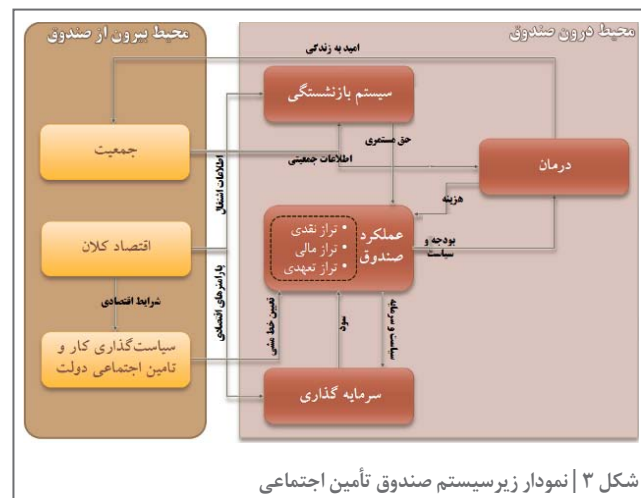 محیط درون صندوق
محیط بیرون از صندوق
امید به زندگی
سیستم بازنشستگی
حق مستمری
جمعیت
اطلاعات جمعیتی
درمان
اطلاعات اشتغال
هزینه
عملکرد
صندوق
• تراز نقدی
• تراز مالی
• تراز تعهدی
بودجه و
سیاست
اقتصاد کلان
پارامترهای اقتصادی
شرایط اقتصادی
تعیین خط مشی
سود
سیاست و سرمایه
سیاست‌گذاری کار و
تامین اجتماعی دولت
سرمایه گذاری
شکل ۳ | نمودار زیرسیستم صندوق تأمین اجتماعی